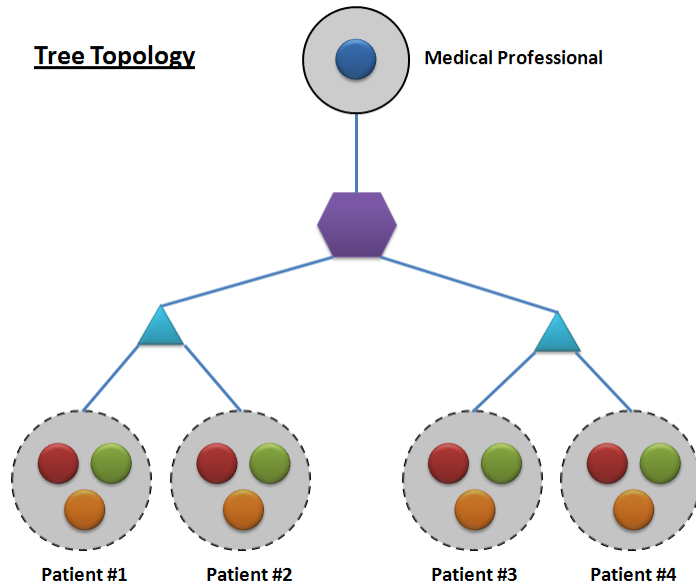 Tree Topology
Medical Professional
Patient #1
Patient #2
Patient #3
Patient #4